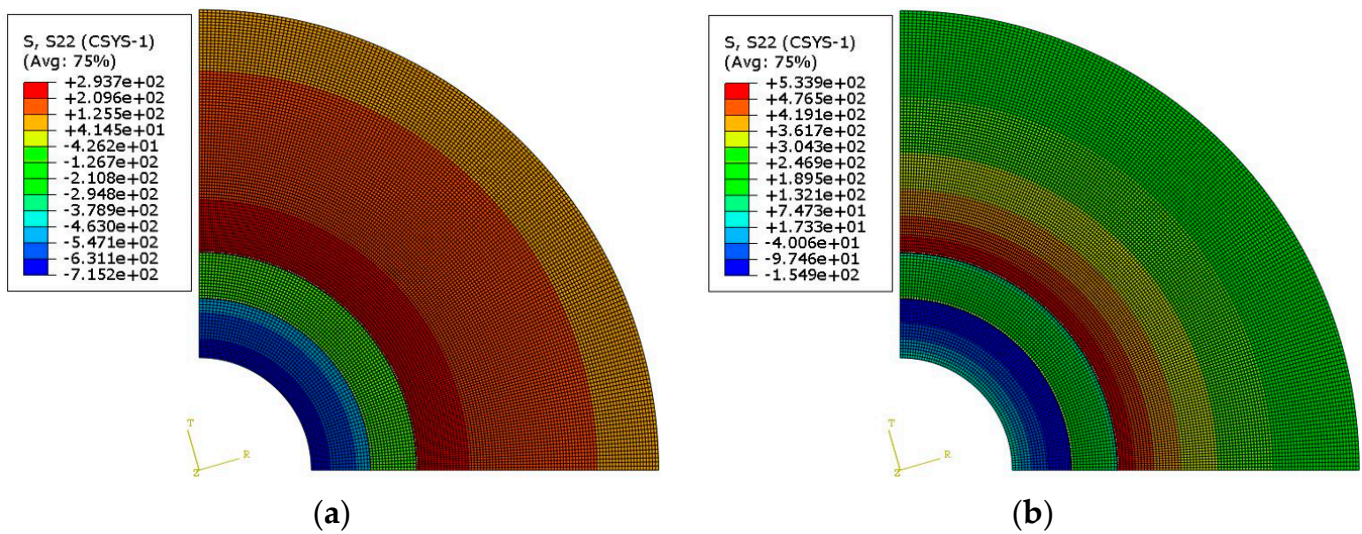 S, S22 (CSYS-1)
(Avg: 75%)
+2.937e+02
+2.096e+02
+1.255e+02
+4.145e+01
-4.262e+01
-1.267e+02
-2.108e+02
-2.948e+02
-3.789e+02
-4.630e+02
-5.471e+02
-6.311e+02
-7.152e+02
T
R
Z
(a)
S, S22 (CSYS-1)
(Avg: 75%)
+5.339e+02
+4.765e+02
+4.191e+02
+3.617e+02
+3.043e+02
+2.469e+02
+1.895e+02
+1.321e+02
+7.473e+01
+1.733e+01
-4.006e+01
-9.746e+01
-1.549e+02
T
R
Z
(b)